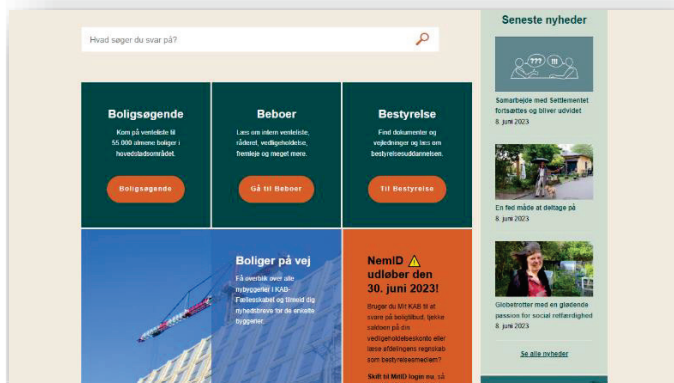 Seneste nyheder
Hvad søger du svar på?
??? !!!
Samarbejde med Settlementet
fortsættes og bliver udvidet
8. juni 2023
Boligsøgende
Kom på venteliste til
55.000 almene boliger i
hovedstadsområdet.
Boligsøgende
Beboer
Læs om intern venteliste,
råderet, vedligeholdelse,
fremleje og meget mere.
Gå til Beboer
Bestyrelse
Find dokumenter og
vejledninger og læs om
bestyrelsesuddannelsen.
Til Bestyrelse
En fed måde at deltage på
8. juni 2023
Boliger på vej
Få overblik over alle
nybyggerier i KAB-
Fællesskabet og tilmeld dig
nyhedsbreve for de enkelte
byggerier.
NemID
udløber den
30. juni 2023!
Bruger du Mit KAB til at
svare på boligtilbud, tjekke
saldoen på din
vedligeholdelseskonto eller
læse afdelingens regnskab
som bestyrelsesmedlem?
Skift til MitID login nu, så
Globetrotter med en glødende
passion for social retfærdighed
8. juni 2023
Se alle nyheder